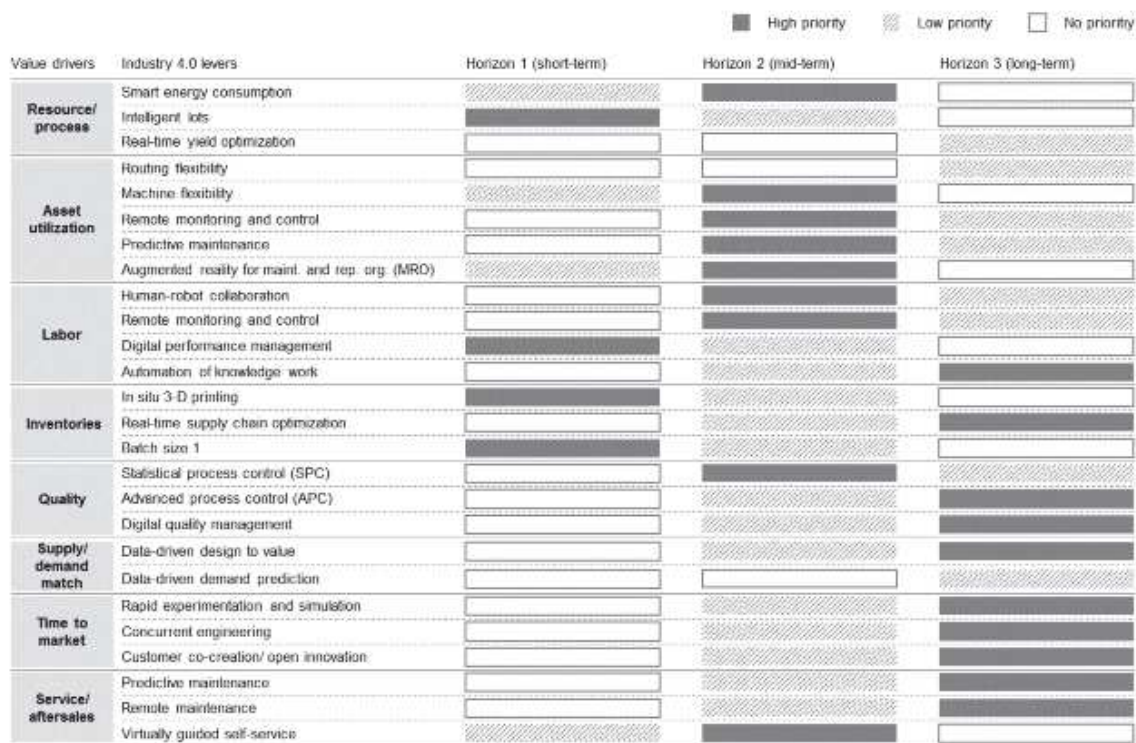 High priority Low priority No prioritry
Value drivers Industry 4.0 levers Horizon 1 (short-term) Horizon 2 (mid-term) Horizon 3 (long-term)
Resource/
process
Smart energy consumption
Intelligent lots
Real-time yield optimization
Asset
utilization
Routing flexibility
Machine flexibility
Remote monitoring and control
Predictive maintenance
Augmented reality for maint. and rep. org. (MRO)
Labor
Human-robot collaboration
Remote monitoring and control
Digital performance management
Automation of knowledge work
Inventories
In situ 3-D printing
Real-time supply chain optimization
Batch size 1
Quality
Statistical process control (SPC)
Advanced process control (APC)
Digital quality management
Supply/
demand
match
Data-driven design to value
Data-driven demand prediction
Time to
market
Rapid experimentation and simulation
Concurrent engineering
Customer co-creation/ open innovation
Service/
aftersales
Predictive maintenance
Remote maintenance
Virtually guided self-service